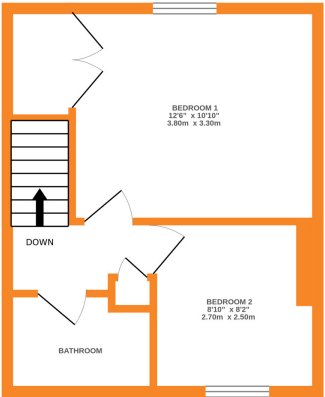 BEDROOM 1
12'6" x 10'10"
3.80m x 3.30m
DOWN
BEDROOM 2
8'10" x 8'2"
2.70m x 2.50m
BATHROOM